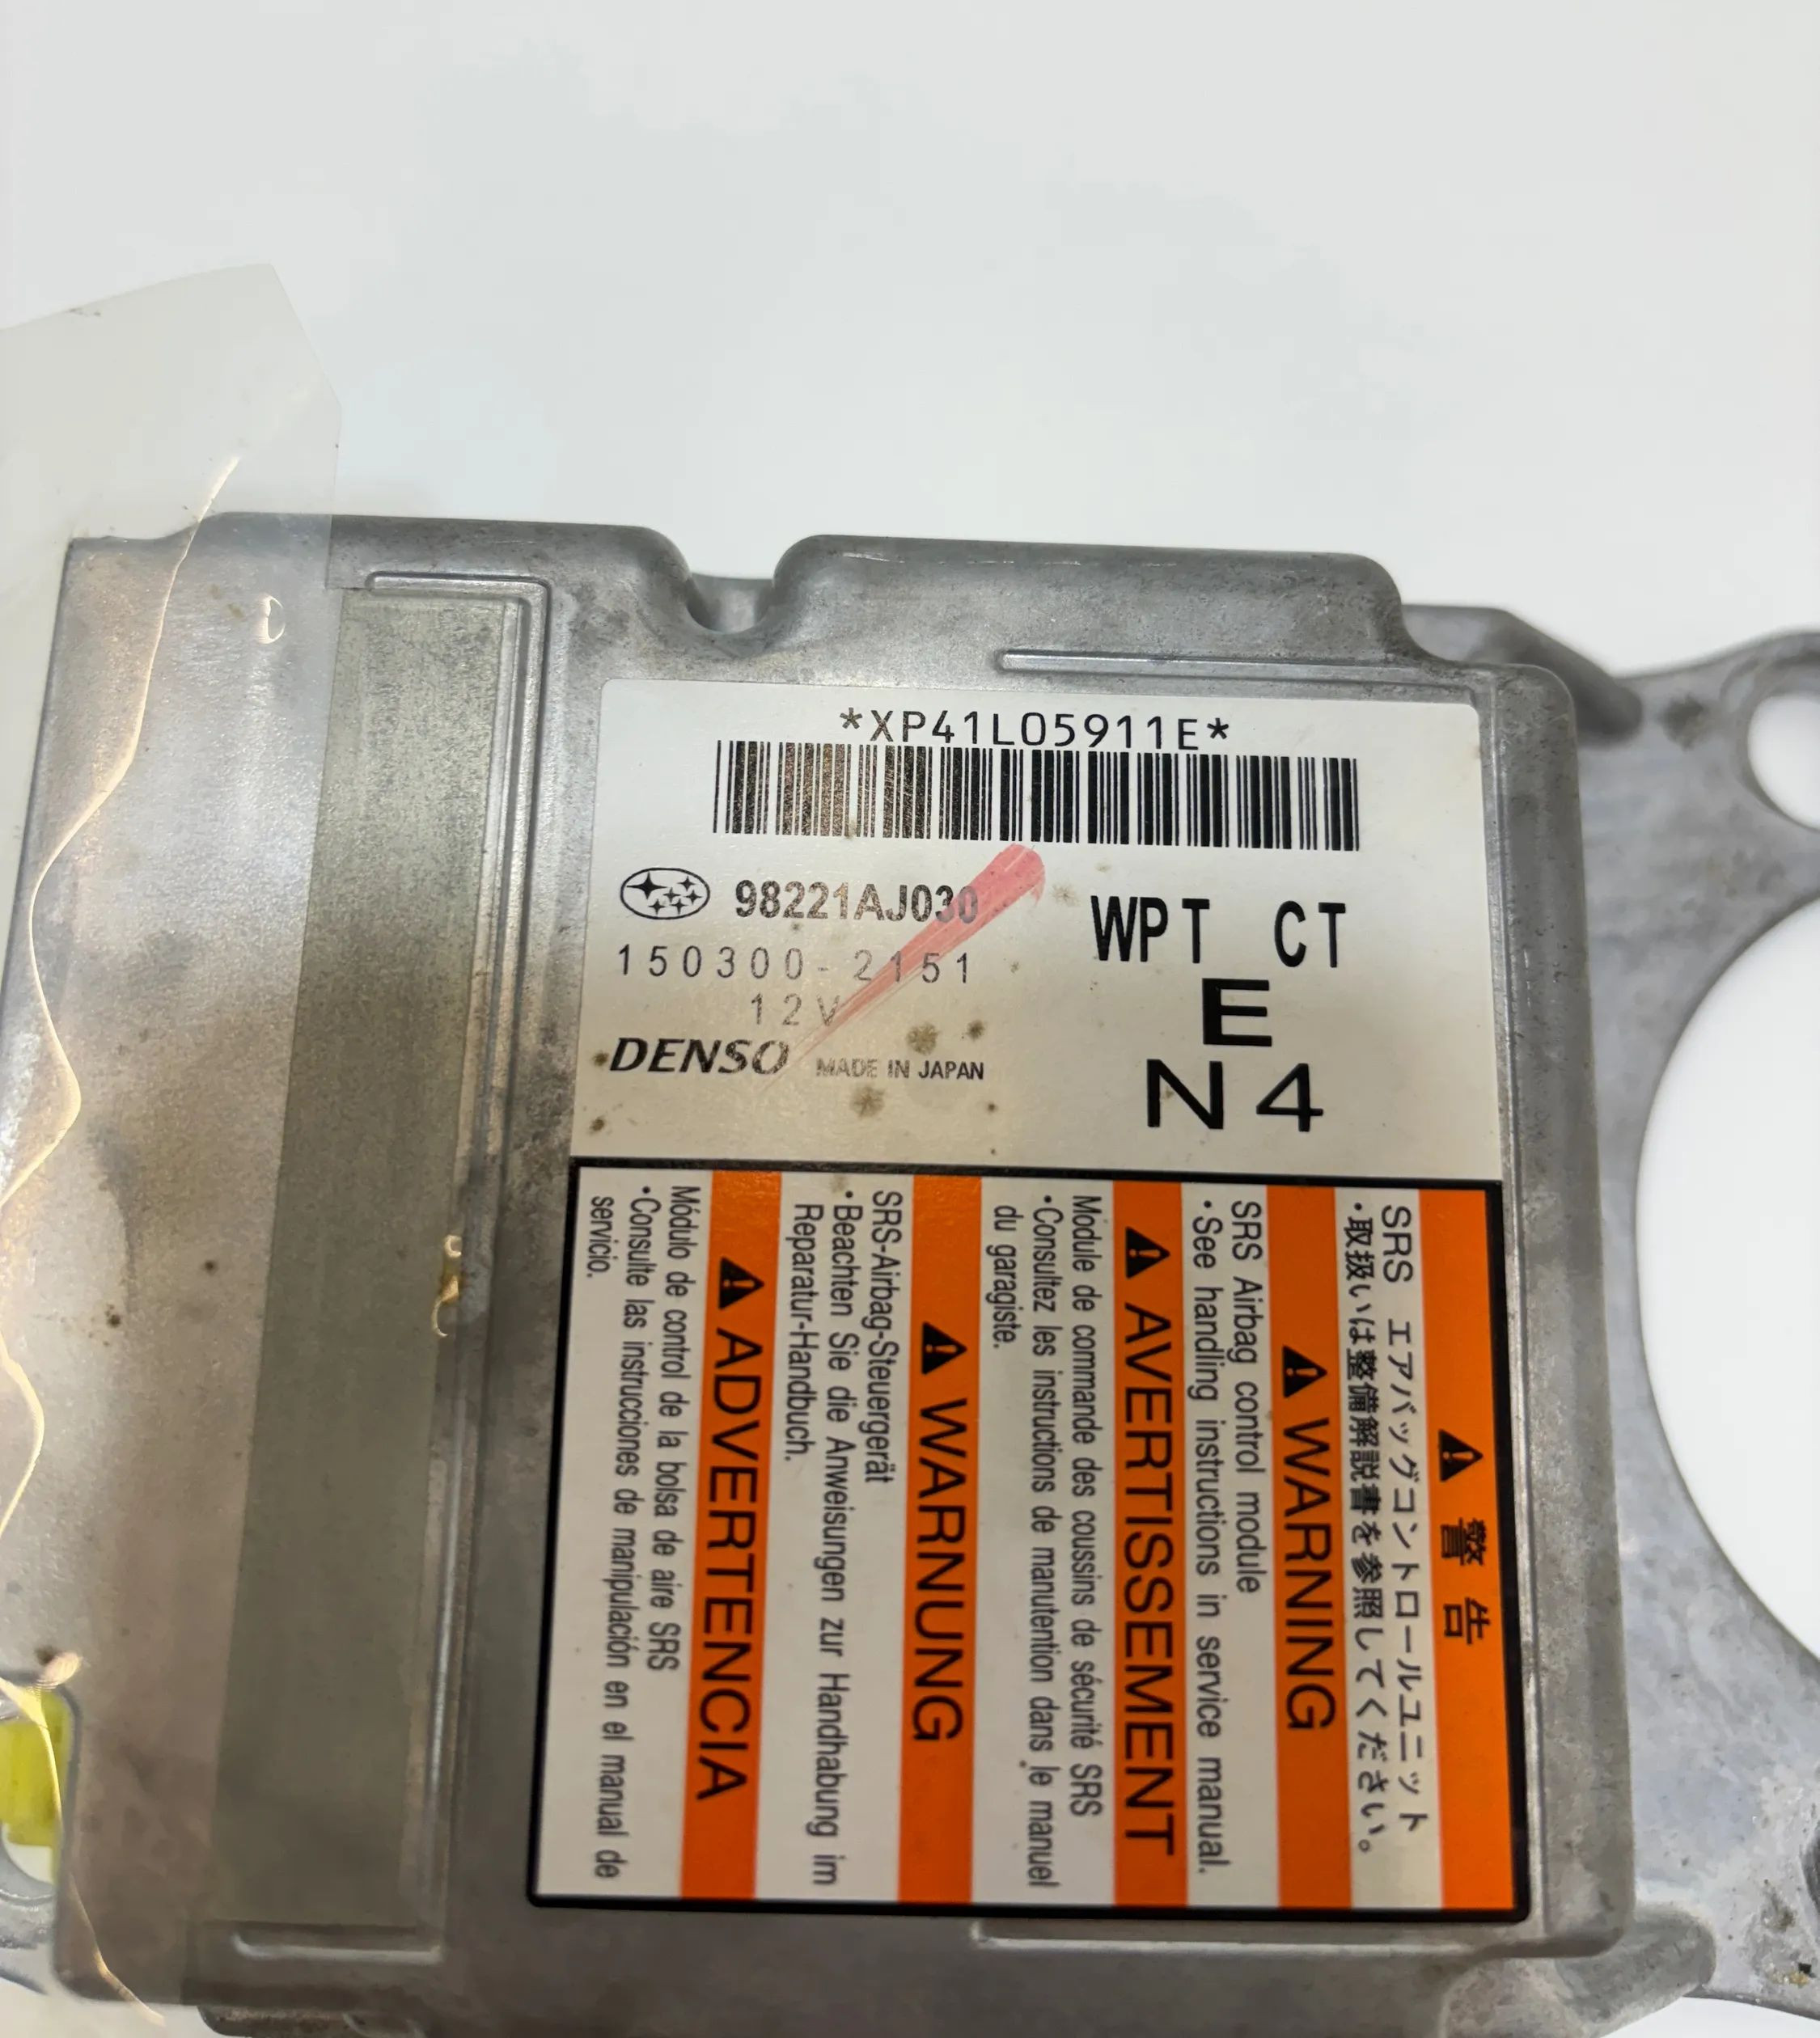 *XP41L05911E*
98221AJ030
150300-2151
12V
DENSO MADE IN JAPAN
WPT CT
E
N4
警告
SRS エアバッグコントロールユニット
・取扱いは整備解説書を参照してください。
WARNING
SRS Airbag control module
・See handling instructions in service manual.
AVERTISSEMENT
Module de commande des coussins de sécurité SRS
・Consultez les instructions de manutention dans le manuel
du garagiste.
WARNUNG
SRS-Airbag-Steuergerät
・Beachten Sie die Anweisungen zur Handhabung im
Reparatur-Handbuch.
ADVERTENCIA
Módulo de control de la bolsa de aire SRS
・Consulte las instrucciones de manipulación en el manual de
servicio.